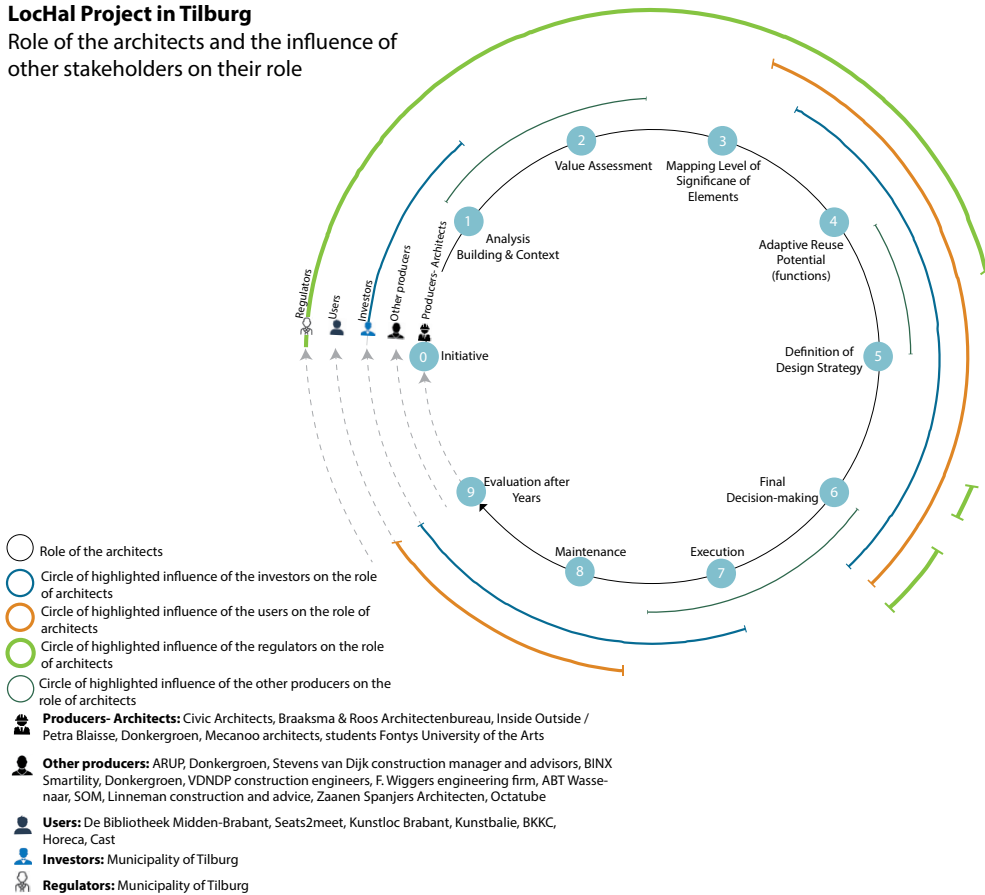 LocHal Project in Tilburg
Role of the architects and the influence of
other stakeholders on their role
Regulators
Users
Investors
Other producers
Producers- Architects
0
Initiative
1
Analysis
Building & Context
2
Value Assessment
3
Mapping Level of
Significane of
Elements
4
Adaptive Reuse
Potential
(functions)
5
Definition of
Design Strategy
6
Final
Decision-making
7
Execution
8
Maintenance
9
Evaluation after
Years
Role of the architects
Circle of highlighted influence of the investors on the role
of architects
Circle of highlighted influence of the users on the role of
architects
Circle of highlighted influence of the regulators on the role
of architects
Circle of highlighted influence of the other producers on the
role of architects
Producers- Architects: Civic Architects, Braaksma & Roos Architectenbureau, Inside Outside /
Petra Blaisse, Donkergroen, Mecanoo architects, students Fontys University of the Arts
Other producers: ARUP, Donkergroen, Stevens van Dijk construction manager and advisors, BINX
Smartility, Donkergroen, VDNDP construction engineers, F. Wiggers engineering firm, ABT Wasse-
naar, SOM, Linneman construction and advice, Zaanen Spanjers Architecten, Octatube
Users: De Bibliotheek Midden-Brabant, Seats2meet, Kunstloc Brabant, Kunstbalie, BKKC,
Horeca, Cast
Investors: Municipality of Tilburg
Regulators: Municipality of Tilburg